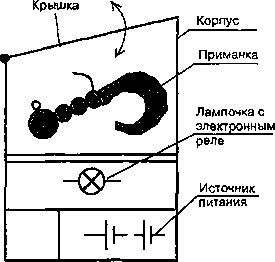 Крышка
Корпус
Приманка
Лампочка с
электронным
реле
Источник
питания